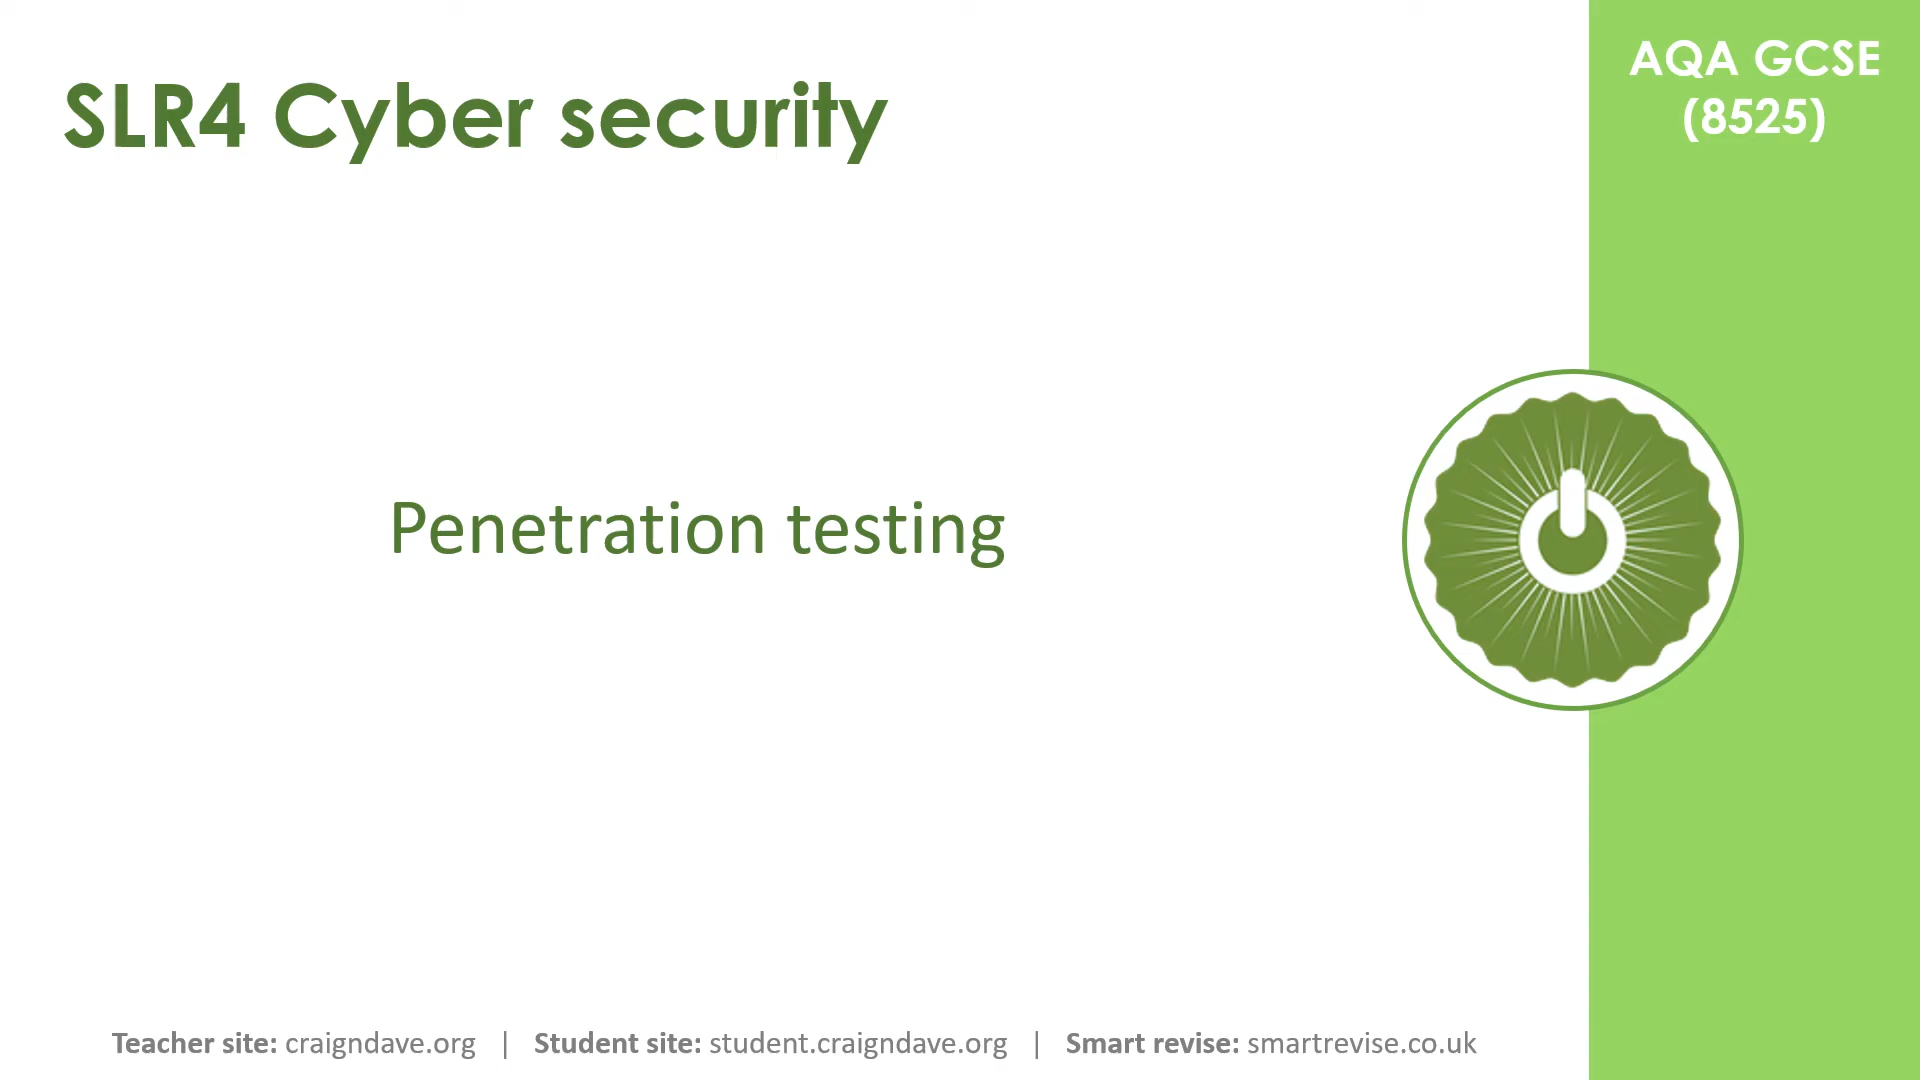 SLR4 Cyber security
AQA GCSE
(8525)
Penetration testing
Teacher site: craigndave.org | Student site: student.craigndave.org | Smart revise: smartrevise.co.uk